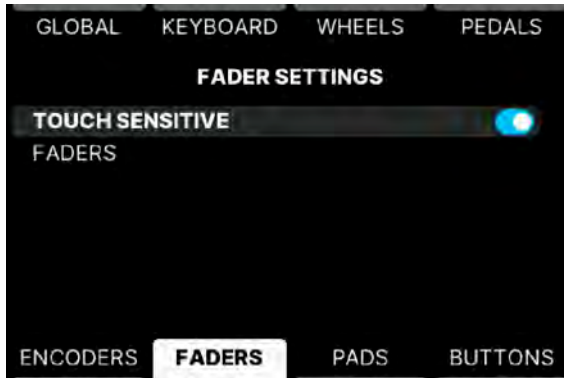 GLOBAL KEYBOARD WHEELS PEDALS
FADER SETTINGS
TOUCH SENSITIVE
FADERS
ENCODERS FADERS PADS BUTTONS